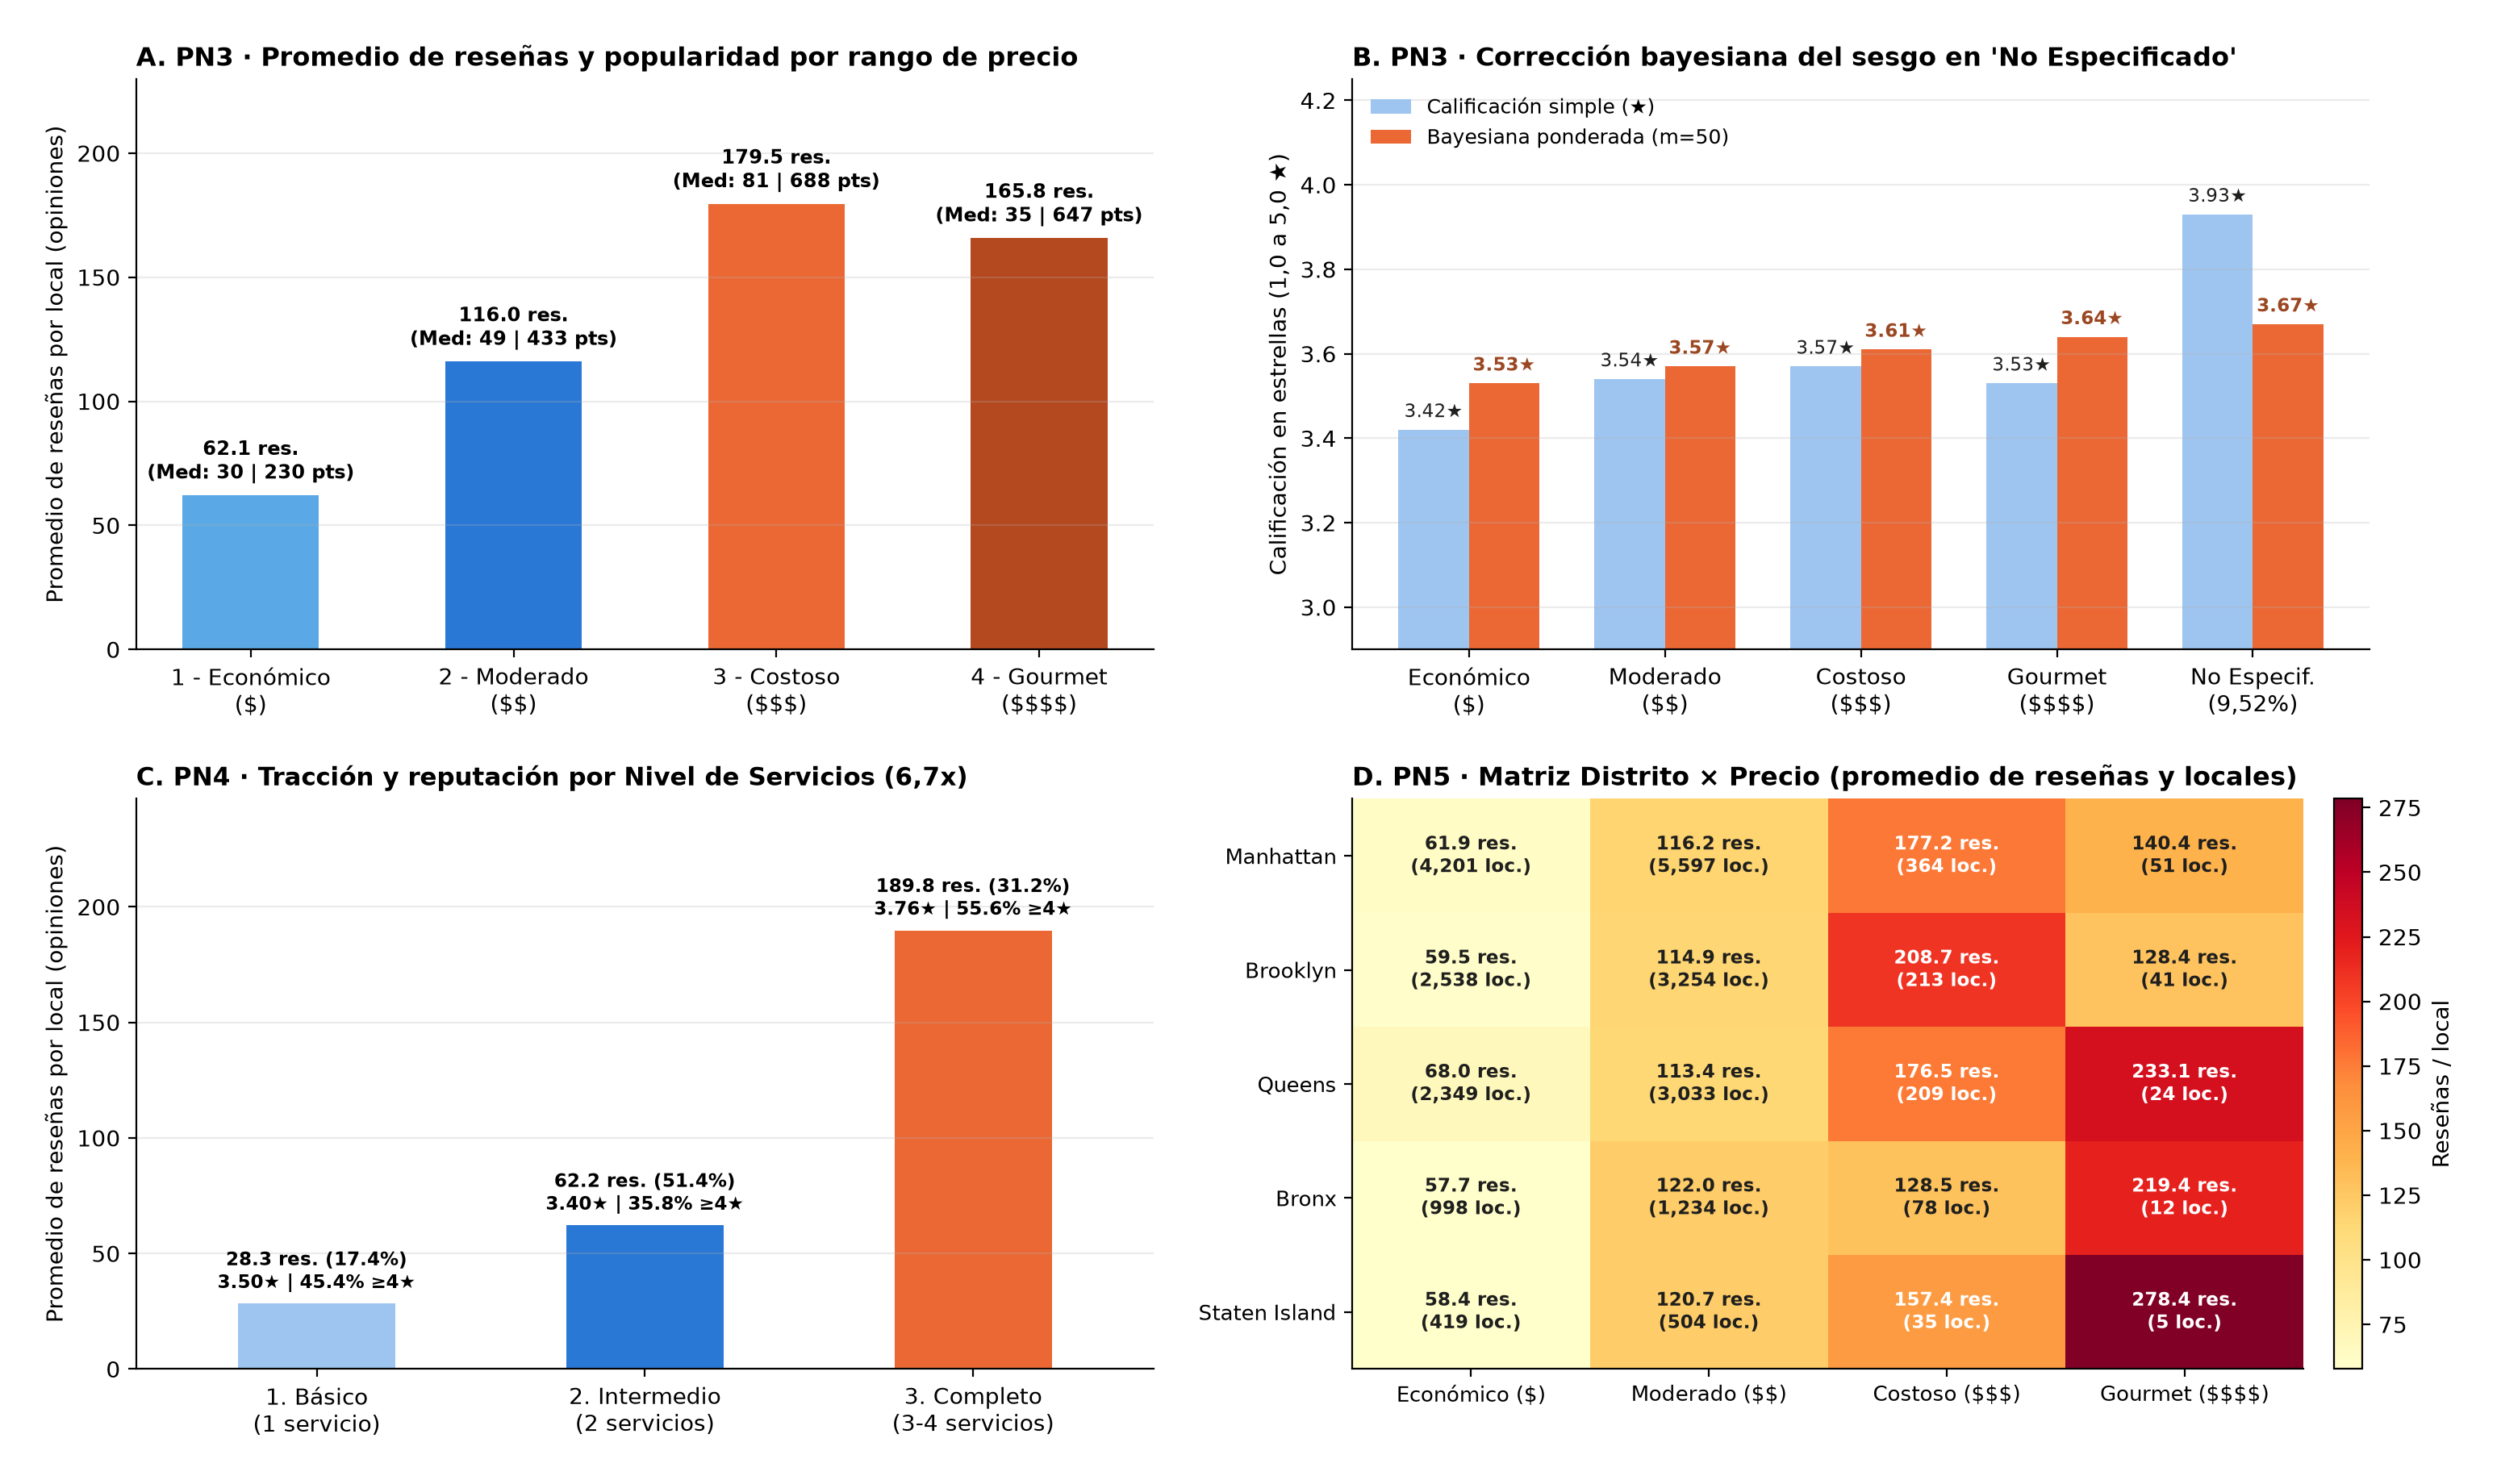 A. PN3 · Promedio de reseñas y popularidad por rango de precio
Promedio de reseñas por local (opiniones)
200
150
100
50
0
62.1 res.
(Med: 30 | 230 pts)
116.0 res.
(Med: 49 | 433 pts)
179.5 res.
(Med: 81 | 688 pts)
165.8 res.
(Med: 35 | 647 pts)
1 - Económico
($)
2 - Moderado
($$)
3 - Costoso
($$$)
4 - Gourmet
($$$$)
B. PN3 · Corrección bayesiana del sesgo en 'No Especificado'
Calificación en estrellas (1,0 a 5,0 ★)
4.2
4.0
3.8
3.6
3.4
3.2
3.0
Calificación simple (★)
Bayesiana ponderada (m=50)
3.42★
3.53★
3.54★
3.57★
3.57★
3.61★
3.53★
3.64★
3.93★
3.67★
Económico
($)
Moderado
($$)
Costoso
($$$)
Gourmet
($$$$)
No Especif.
(9,52%)
C. PN4 · Tracción y reputación por Nivel de Servicios (6,7x)
Promedio de reseñas por local (opiniones)
200
150
100
50
0
28.3 res. (17.4%)
3.50★ | 45.4% ≥4★
62.2 res. (51.4%)
3.40★ | 35.8% ≥4★
189.8 res. (31.2%)
3.76★ | 55.6% ≥4★
1. Básico
(1 servicio)
2. Intermedio
(2 servicios)
3. Completo
(3-4 servicios)
D. PN5 · Matriz Distrito × Precio (promedio de reseñas y locales)
Manhattan
61.9 res.
(4,201 loc.)
116.2 res.
(5,597 loc.)
177.2 res.
(364 loc.)
140.4 res.
(51 loc.)
Brooklyn
59.5 res.
(2,538 loc.)
114.9 res.
(3,254 loc.)
208.7 res.
(213 loc.)
128.4 res.
(41 loc.)
Queens
68.0 res.
(2,349 loc.)
113.4 res.
(3,033 loc.)
176.5 res.
(209 loc.)
233.1 res.
(24 loc.)
Bronx
57.7 res.
(998 loc.)
122.0 res.
(1,234 loc.)
128.5 res.
(78 loc.)
219.4 res.
(12 loc.)
Staten Island
58.4 res.
(419 loc.)
120.7 res.
(504 loc.)
157.4 res.
(35 loc.)
278.4 res.
(5 loc.)
Económico ($)
Moderado ($$)
Costoso ($$$)
Gourmet ($$$$)
275
250
225
200
175
150
125
100
75
Reseñas / local